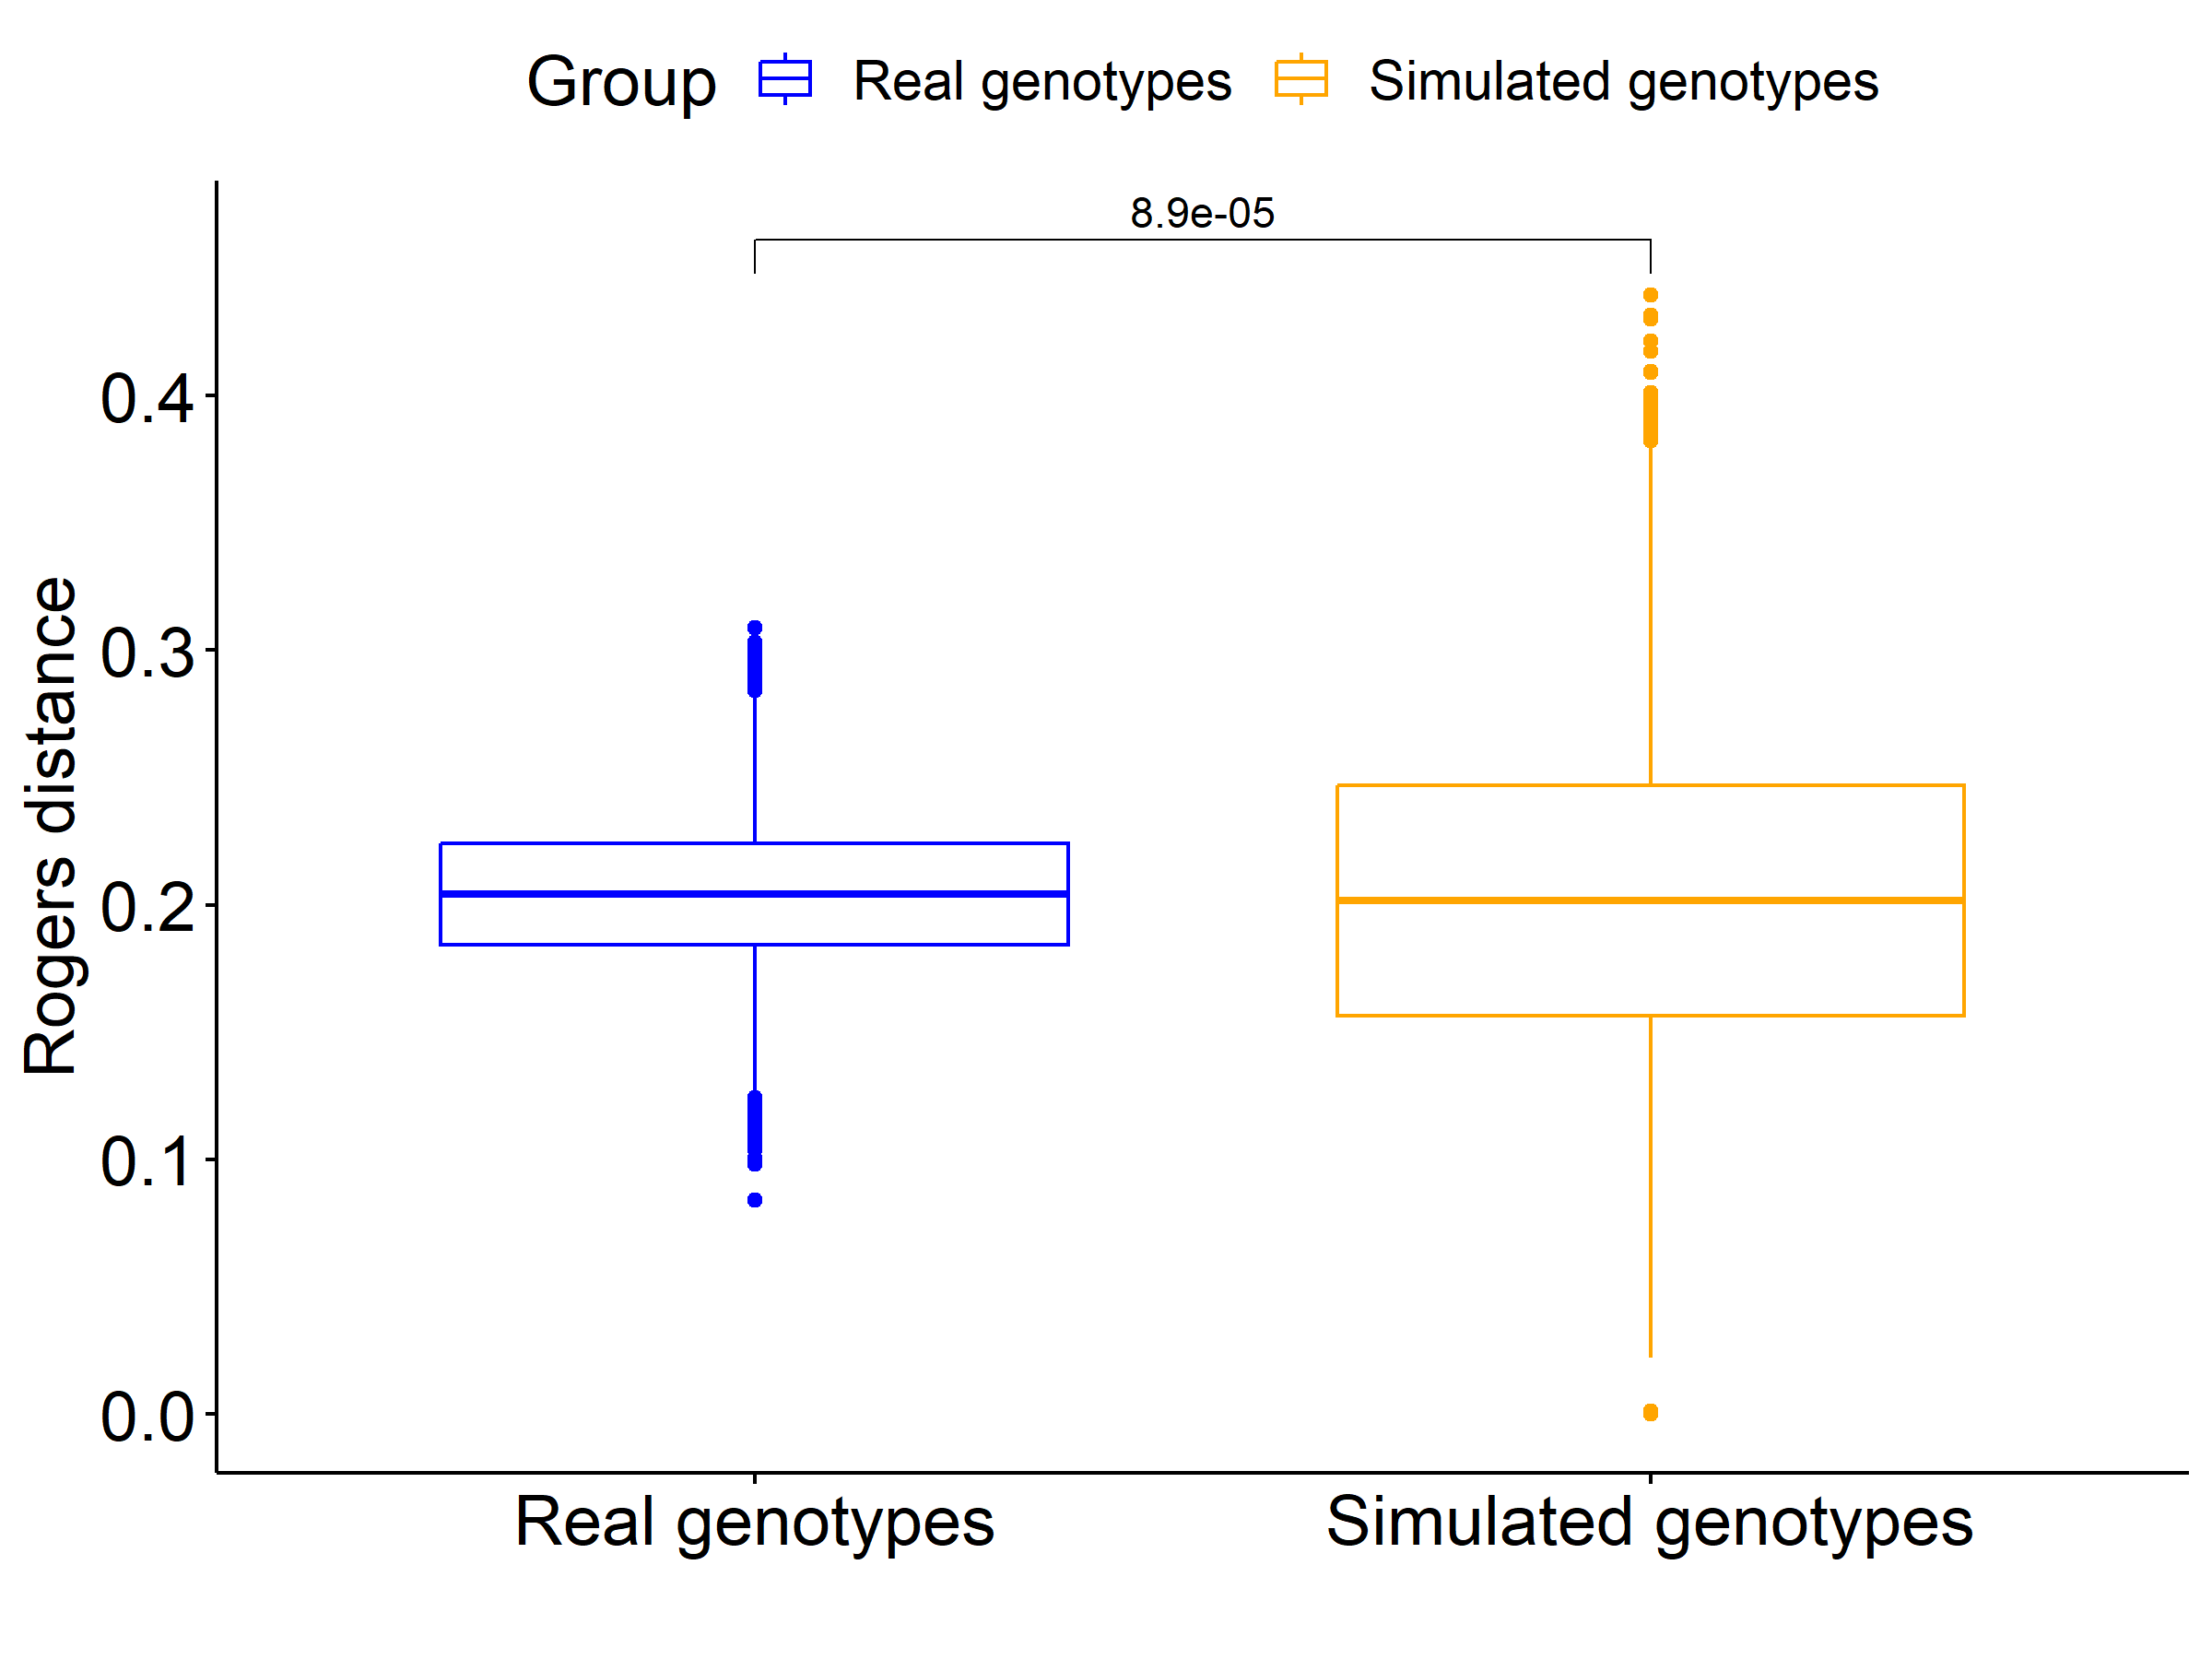 Group Real genotypes Simulated genotypes
8.9e-05
Rogers distance
0.4
0.3
0.2
0.1
0.0
Real genotypes Simulated genotypes